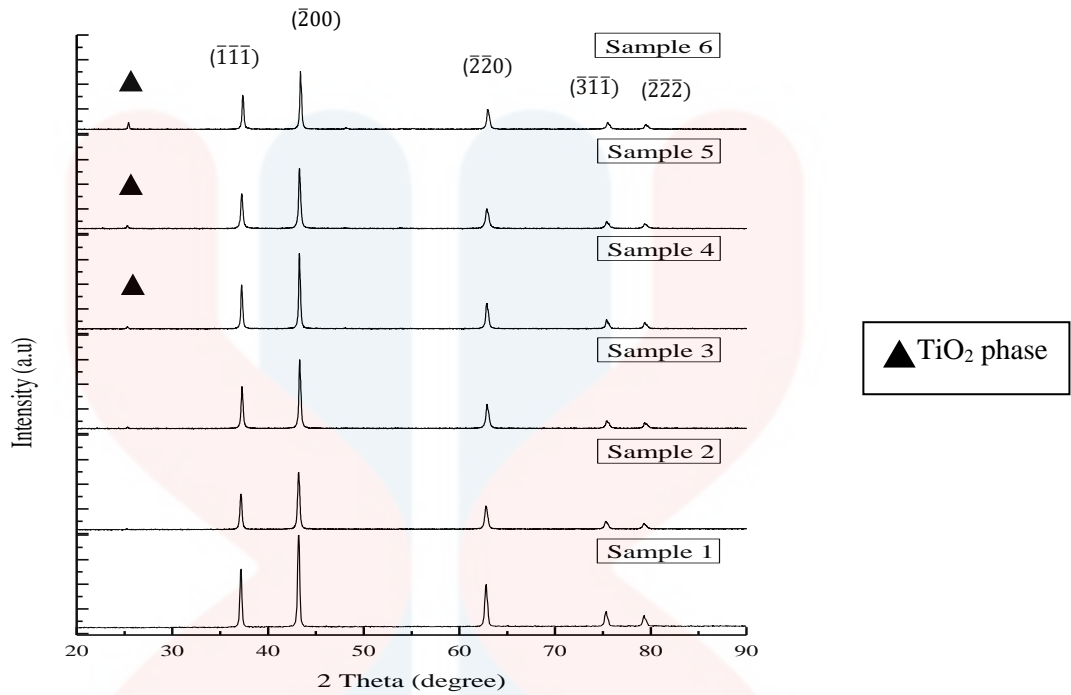 (2̅00)
Sample 6
(1̅1̅1̅)
(2̅2̅0)
(3̅1̅1̅)
(2̅2̅2̅)
Sample 5
Sample 4
▲ TiO₂ phase
Sample 3
Sample 2
Sample 1
Intensity (a.u)
20 30 40 50 60 70 80 90
2 Theta (degree)